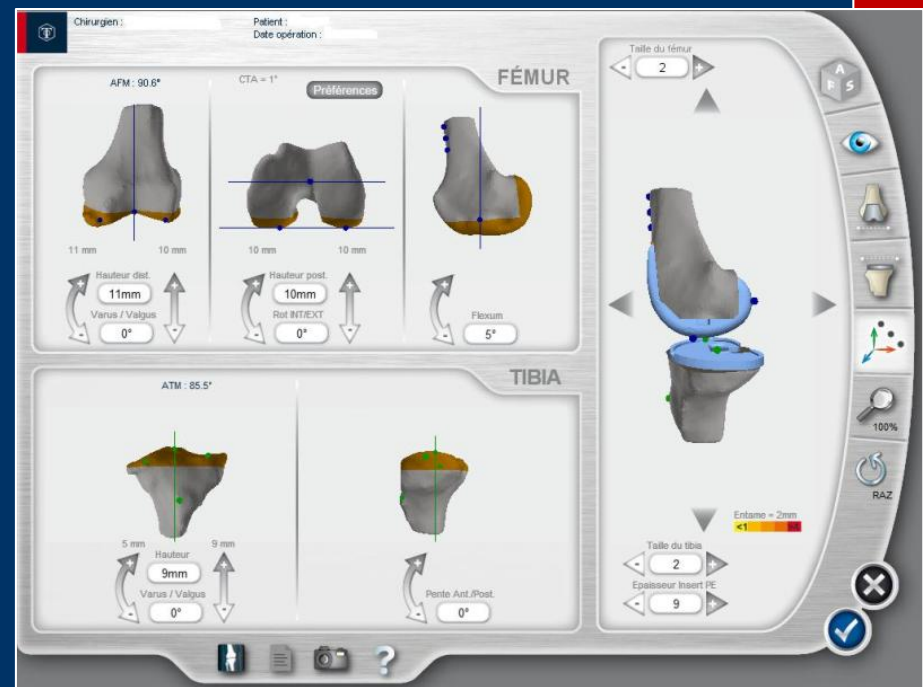 Chirurgien :
Patient :
Date opération :
FÉMUR
AFM : 90.6°
CTA = 1°
Préférences
11 mm
10 mm
10 mm
10 mm
Hauteur dist.
11mm
Varus / Valgus
0°
Hauteur post.
10mm
Rot INT/EXT
0°
Flexum
5°
TIBIA
ATM : 85.5°
5 mm
9 mm
Hauteur
9mm
Varus / Valgus
0°
Pente Ant./Post.
0°
Taille du fémur
- 2 +
Entame = 2mm
<1
Taille du tibia
- 2 +
Epaisseur Insert PE
- 9 +
A
F S
100%
RAZ
?